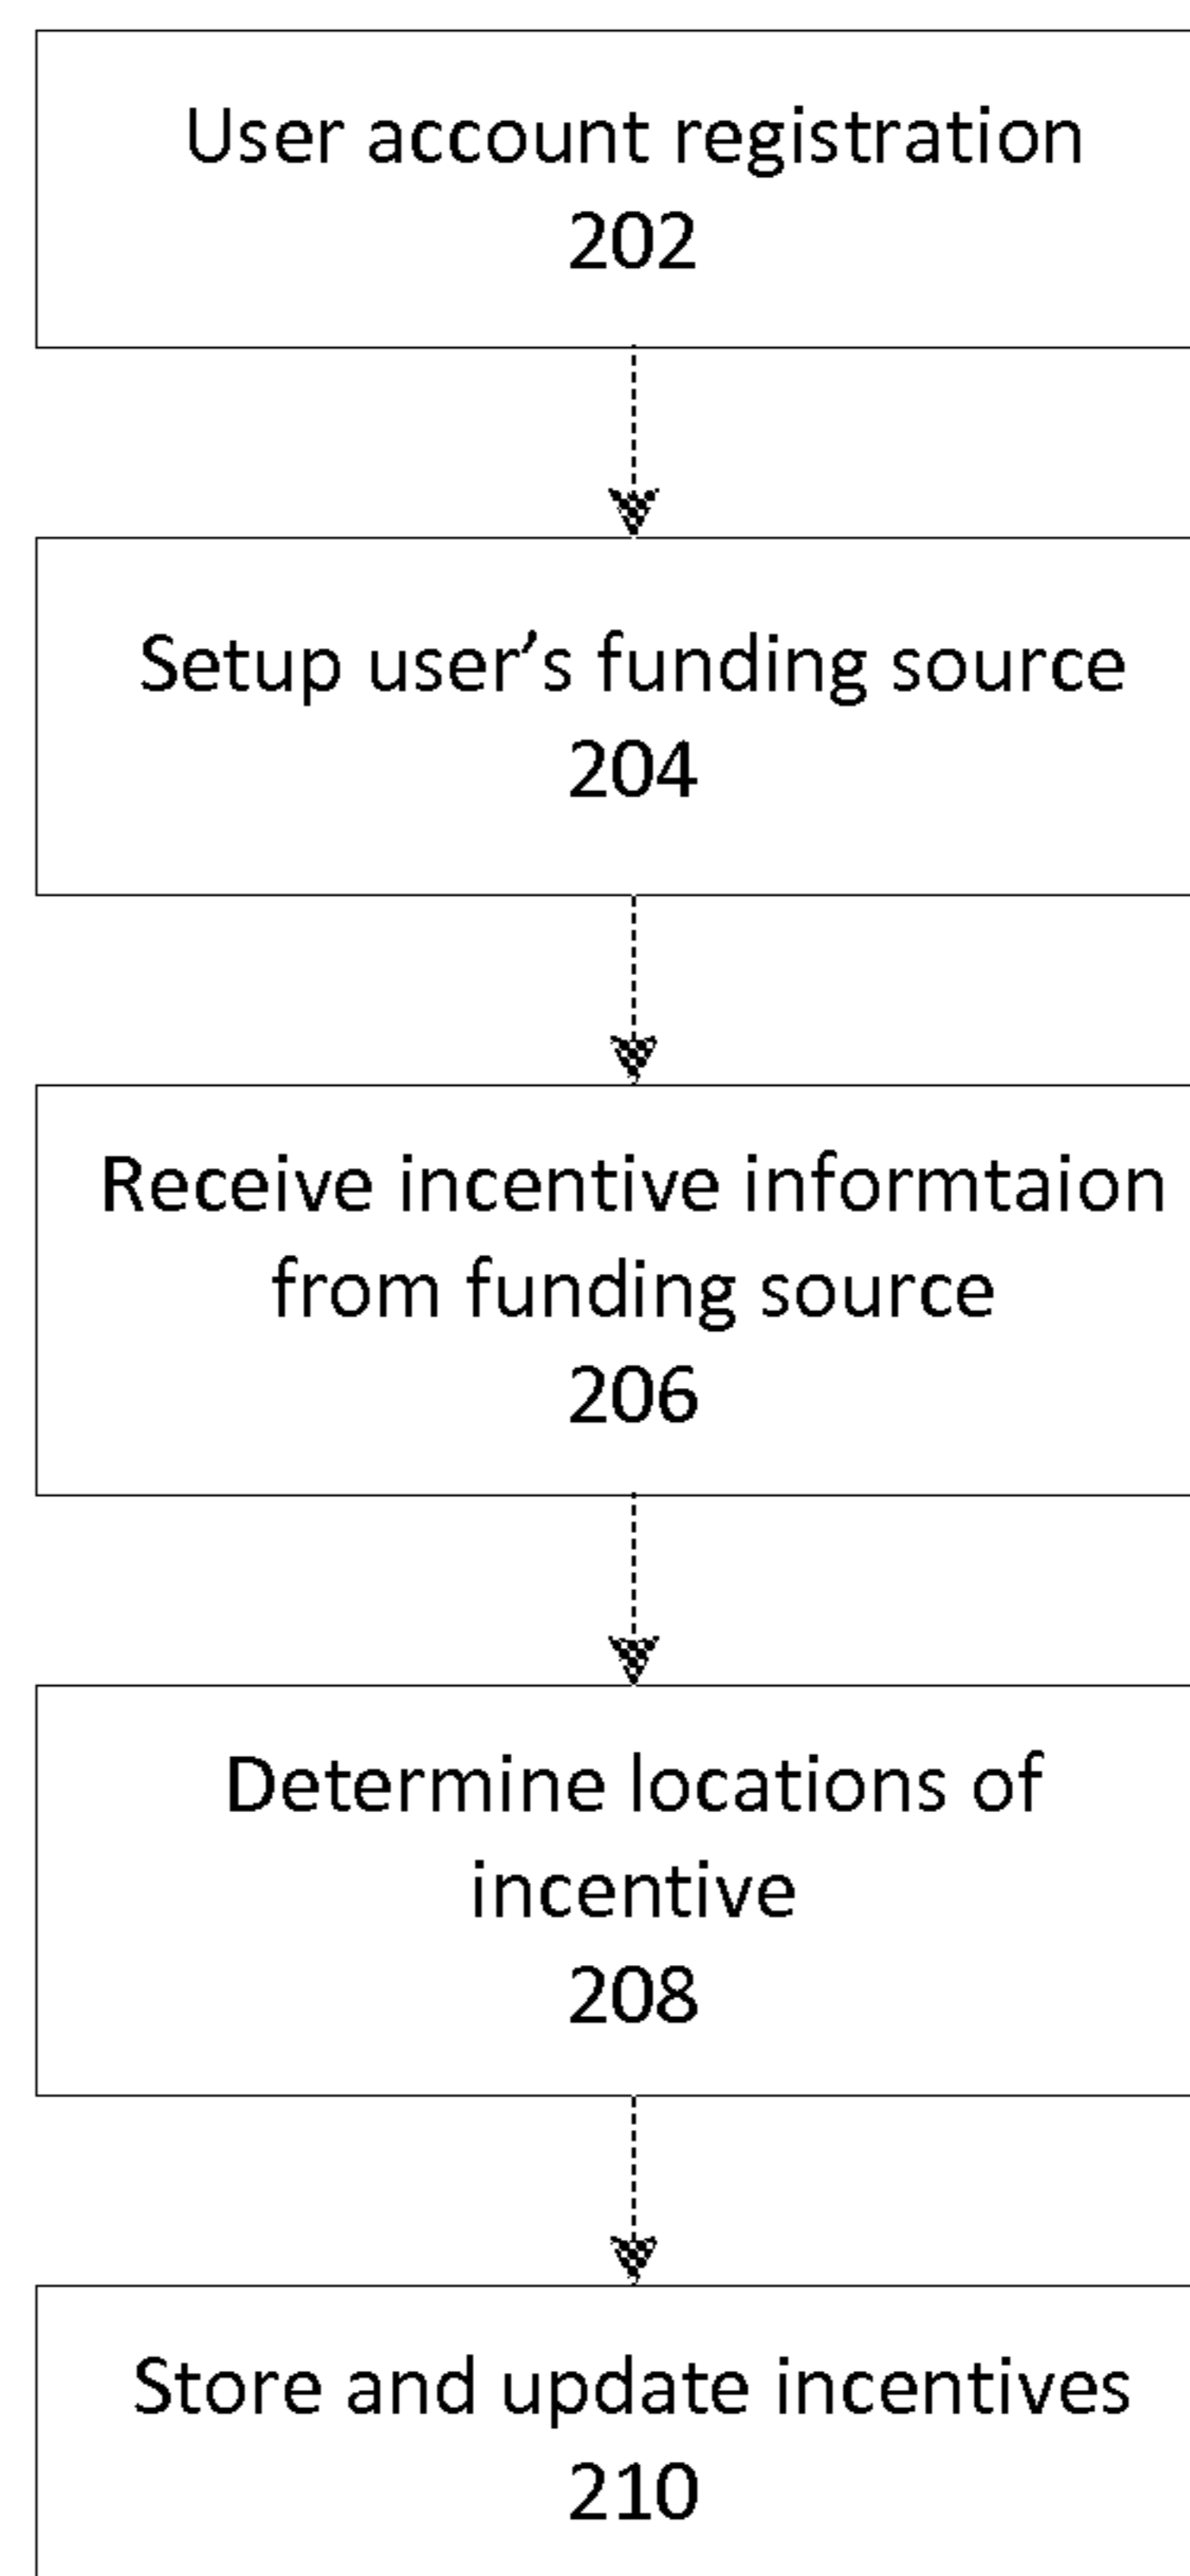 User account registration
202
Setup user’s funding source
204
Receive incentive informtaion
from funding source
206
Determine locations of
incentive
208
Store and update incentives
210